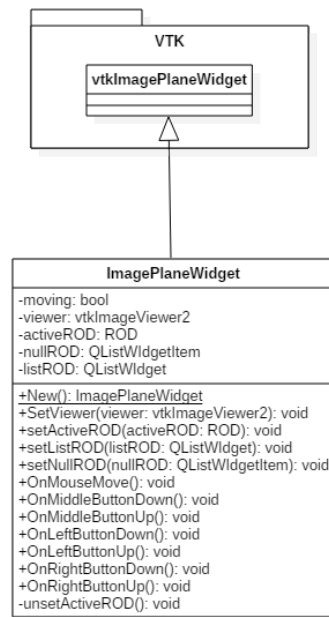 VTK
vtkImagePlaneWidget
ImagePlaneWidget
-moving: bool
-viewer: vtkImageViewer2
-activeROD: ROD
-nullROD: QListWIdgetItem
-listROD: QListWIdget
+New(): ImagePlaneWidget
+SetViewer(viewer: vtkImageViewer2): void
+setActiveROD(activeROD: ROD): void
+setListROD(listROD: QListWIdget): void
+setNullROD(nullROD: QListWIdgetItem): void
+OnMouseMove(): void
+OnMiddleButtonDown(): void
+OnMiddleButtonUp(): void
+OnLeftButtonDown(): void
+OnLeftButtonUp(): void
+OnRightButtonDown(): void
+OnRightButtonUp(): void
-unsetActiveROD(): void